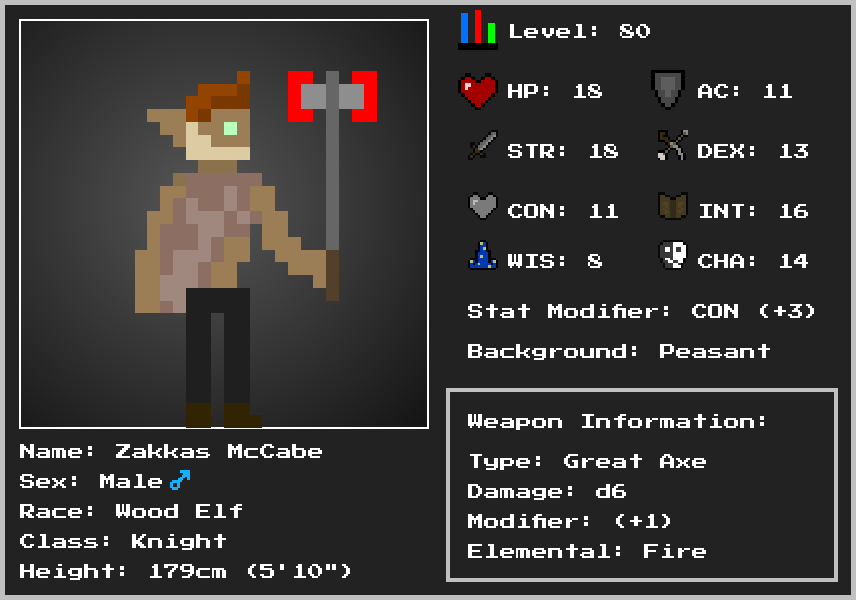 Level: 80
HP: 18
AC: 11
STR: 18
DEX: 13
CON: 11
INT: 16
WIS: 8
CHA: 14
Stat Modifier: CON (+3)
Background: Peasant
Weapon Information:
Type: Great Axe
Damage: d6
Modifier: (+1)
Elemental: Fire
Name: Zakkas McCabe
Sex: Male ♂
Race: Wood Elf
Class: Knight
Height: 179cm (5'10")